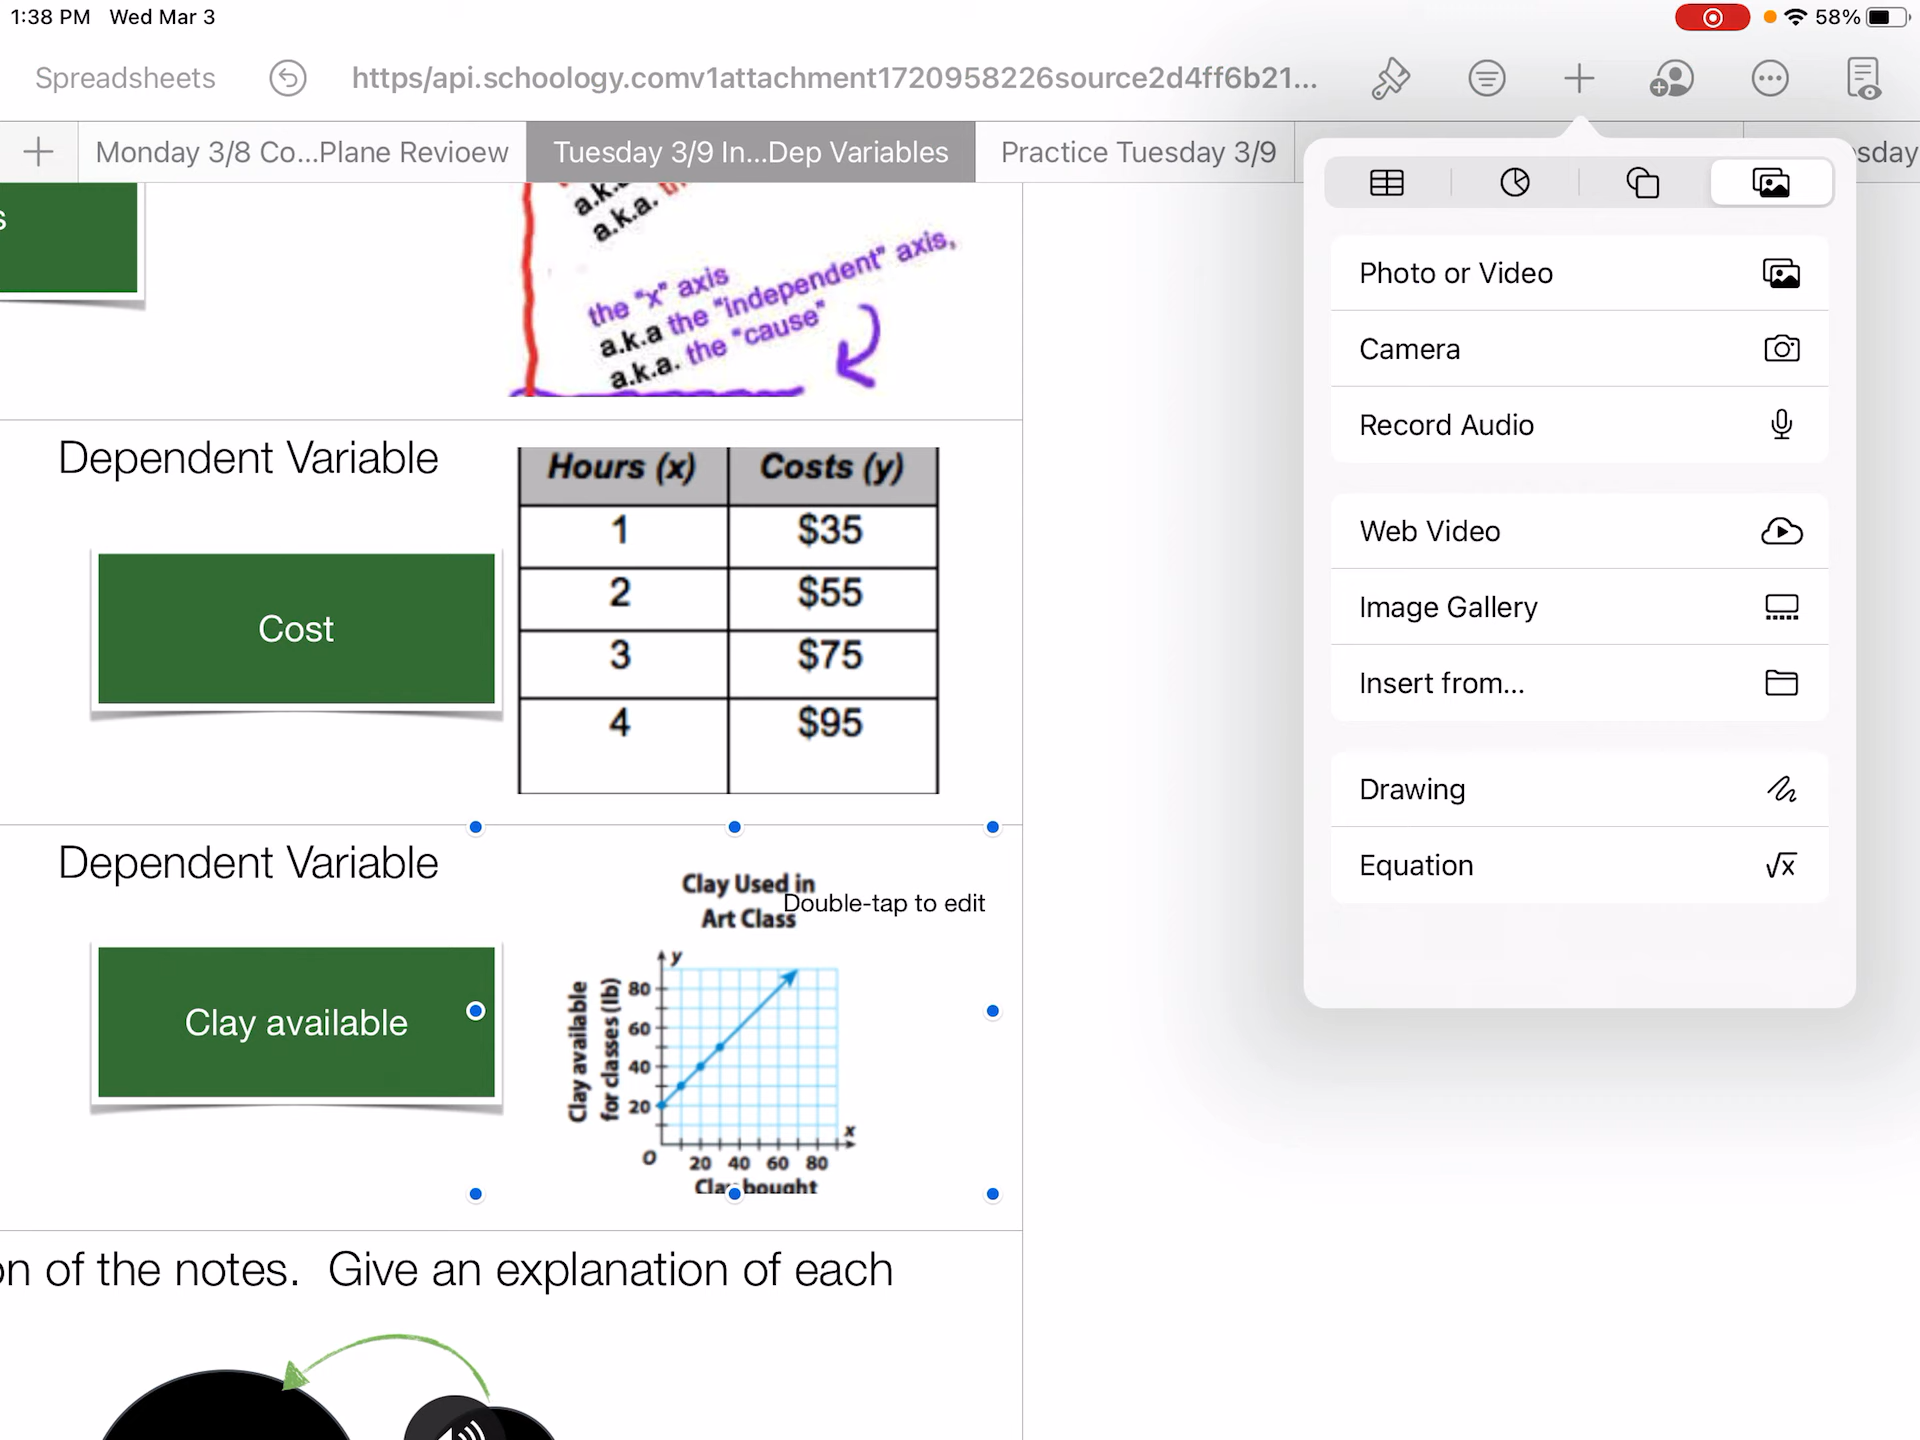 1:38 PM Wed Mar 3
58%
Spreadsheets
https/api.schoology.comv1attachment1720958226source2d4ff6b21...
Monday 3/8 Co...Plane Revioew
Tuesday 3/9 In...Dep Variables
Practice Tuesday 3/9
sday
s
a.k.a.
the "x" axis
a.k.a the "independent" axis,
a.k.a. the "cause"
Dependent Variable
Hours (x) Costs (y)
1 $35
2 $55
3 $75
4 $95
Cost
Dependent Variable
Clay available
Clay Used in
Art Class
Double-tap to edit
y
Clay available
for classes (lb)
80
60
40
20
O
20 40 60 80
x
Clay bought
on of the notes. Give an explanation of each
Photo or Video
Camera
Record Audio
Web Video
Image Gallery
Insert from...
Drawing
Equation
√x